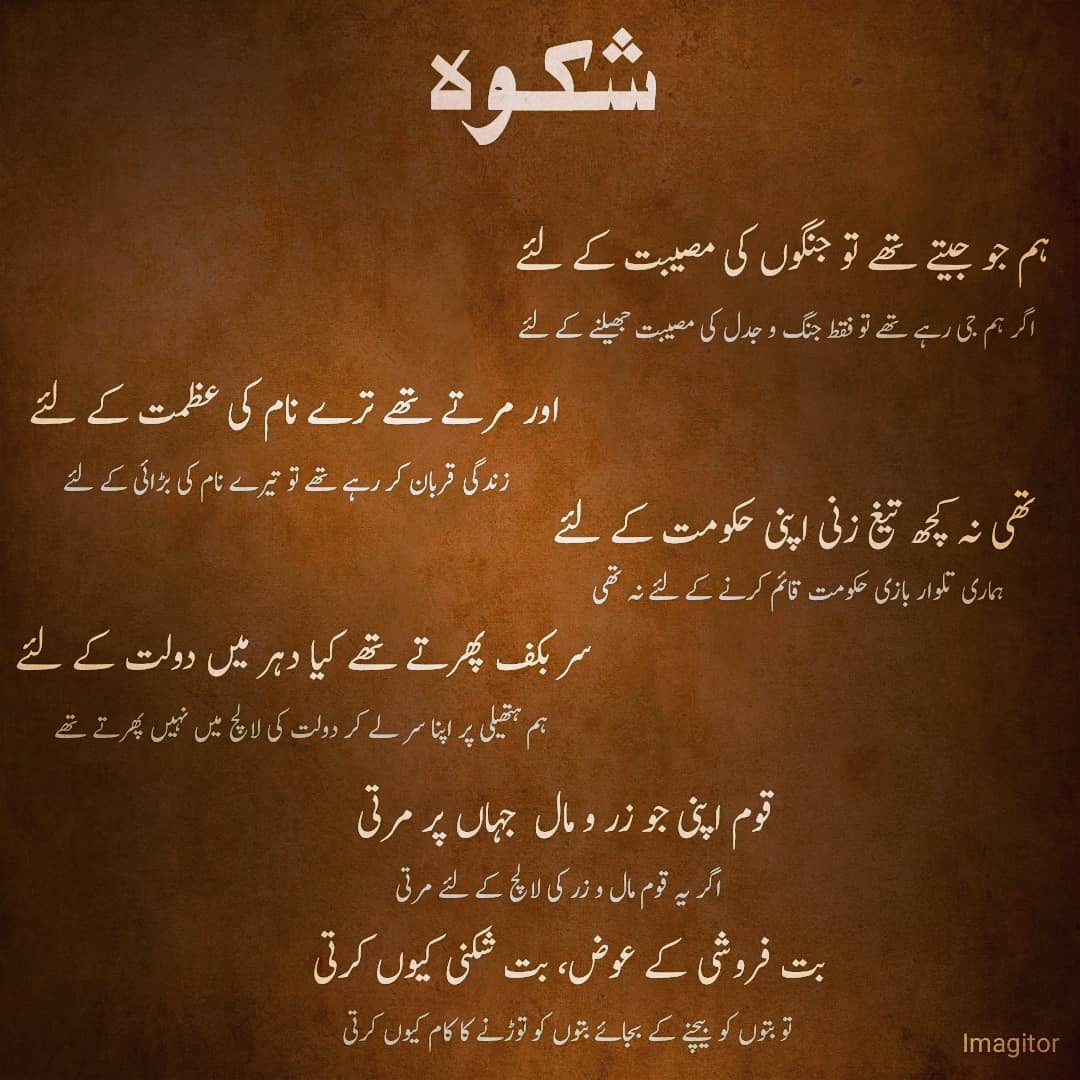 شکوہ
ہم جو جیتے تھے تو جنگوں کی مصیبت کے لئے
اگر ہم جی رہے تھے تو فقط جنگ و جدل کی مصیبت جھیلنے کے لئے
اور مرتے تھے ترے نام کی عظمت کے لئے
زندگی قربان کر رہے تھے تو تیرے نام کی بڑائی کے لئے
تھی نہ کچھ تیغ زنی اپنی حکومت کے لئے
ہماری تلوار بازی حکومت قائم کرنے کے لئے نہ تھی
سر بکف پھرتے تھے کیا دہر میں دولت کے لئے
ہم ہتھیلی پر اپنا سر لے کر دولت کی لالچ میں نہیں پھرتے تھے
قوم اپنی جو زر و مال جہاں پر مرتی
اگر یہ قوم مال و زر کی لالچ کے لئے مرتی
بت فروشی کے عوض، بت شکنی کیوں کرتی
تو بتوں کو بیچنے کے بجائے بتوں کو توڑنے کا کام کیوں کرتی
Imagitor